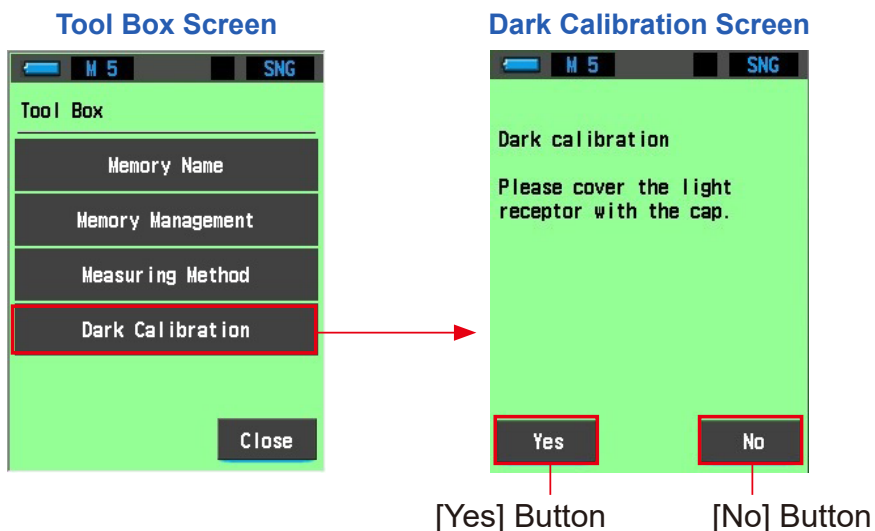 Tool Box Screen
M 5 SNG
Tool Box
Memory Name
Memory Management
Measuring Method
Dark Calibration
Close
Dark Calibration Screen
M 5 SNG
Dark calibration
Please cover the light
receptor with the cap.
Yes No
[Yes] Button [No] Button